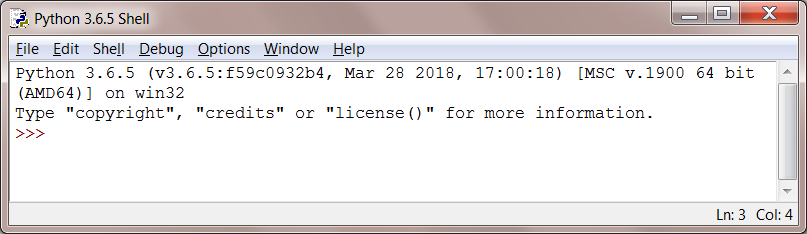 Python 3.6.5 Shell
File Edit Shell Debug Options Window Help
Python 3.6.5 (v3.6.5:f59c0932b4, Mar 28 2018, 17:00:18) [MSC v.1900 64 bit
(AMD64)] on win32
Type "copyright", "credits" or "license()" for more information.
>>>
Ln: 3 Col: 4